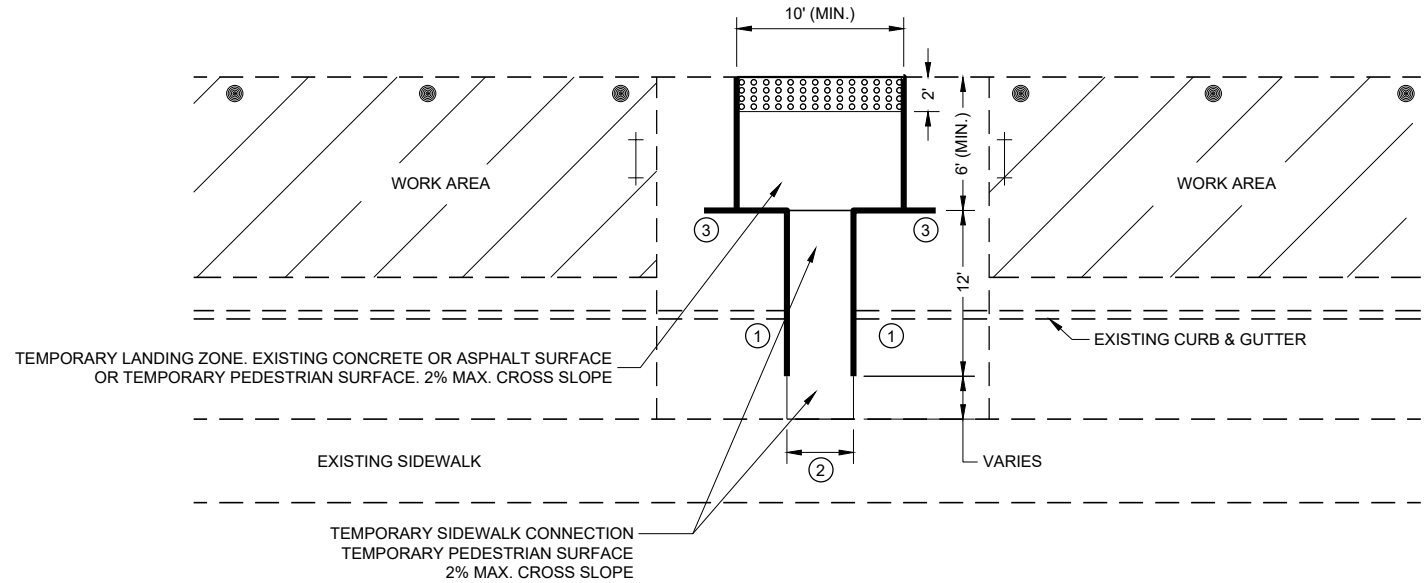 10' (MIN.)
2'
6' (MIN.)
WORK AREA
WORK AREA
3
3
12'
1
1
EXISTING CURB & GUTTER
TEMPORARY LANDING ZONE. EXISTING CONCRETE OR ASPHALT SURFACE
OR TEMPORARY PEDESTRIAN SURFACE. 2% MAX. CROSS SLOPE
EXISTING SIDEWALK
2
VARIES
TEMPORARY SIDEWALK CONNECTION
TEMPORARY PEDESTRIAN SURFACE
2% MAX. CROSS SLOPE